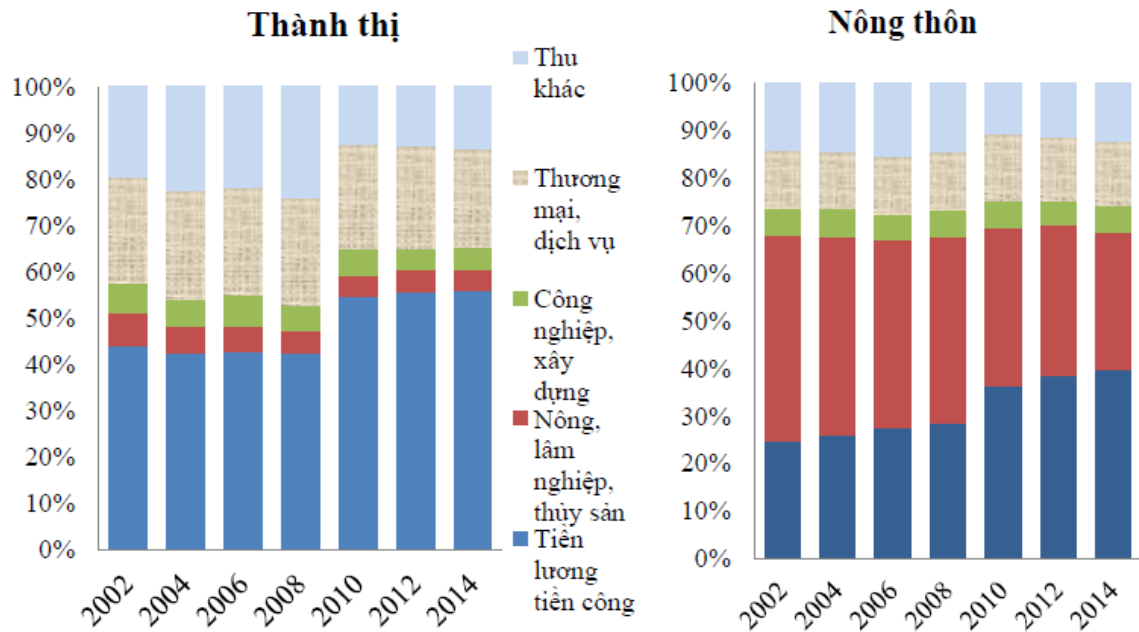 Thành thị
100%
90%
80%
70%
60%
50%
40%
30%
20%
10%
0%
2002
2004
2006
2008
2010
2012
2014
Thu
khác
Thương
mại,
dịch vụ
Công
nghiệp,
xây
dựng
Nông,
lâm
nghiệp,
thủy sản
Tiền
lương
tiền công
Nông thôn
100%
90%
80%
70%
60%
50%
40%
30%
20%
10%
0%
2002
2004
2006
2008
2010
2012
2014